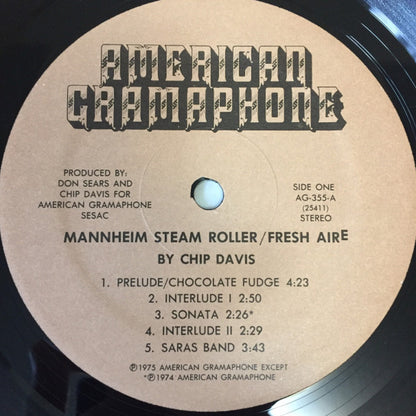 AMERICAN
GRAMAPHONE
PRODUCED BY:
DON SEARS AND
CHIP DAVIS FOR
AMERICAN GRAMAPHONE
SESAC
SIDE ONE
AG-355-A
(25411)
STEREO
MANNHEIM STEAM ROLLER/FRESH AIRE
BY CHIP DAVIS
1. PRELUDE/CHOCOLATE FUDGE 4:23
2. INTERLUDE I 2:50
3. SONATA 2:26*
4. INTERLUDE II 2:29
5. SARAS BAND 3:43
℗1975 AMERICAN GRAMAPHONE EXCEPT
*℗1974 AMERICAN GRAMAPHONE